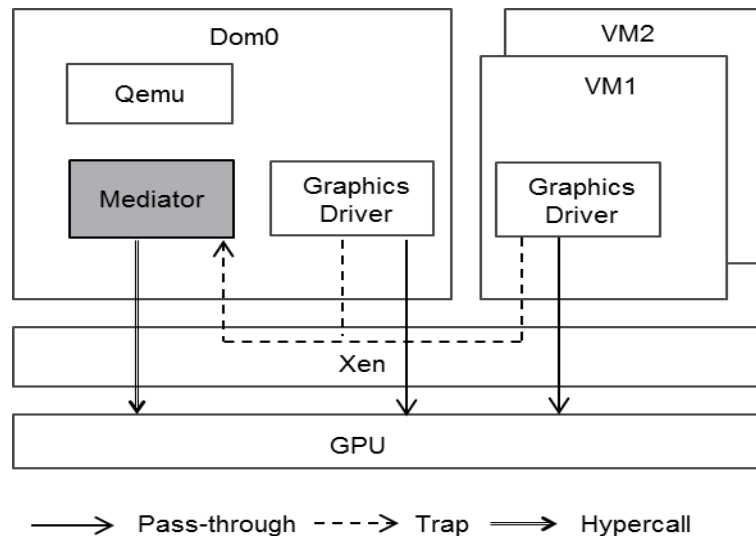 Dom0
VM2
VM1
Qemu
Mediator
Graphics
Driver
Graphics
Driver
Xen
GPU
Pass-through
Trap
Hypercall